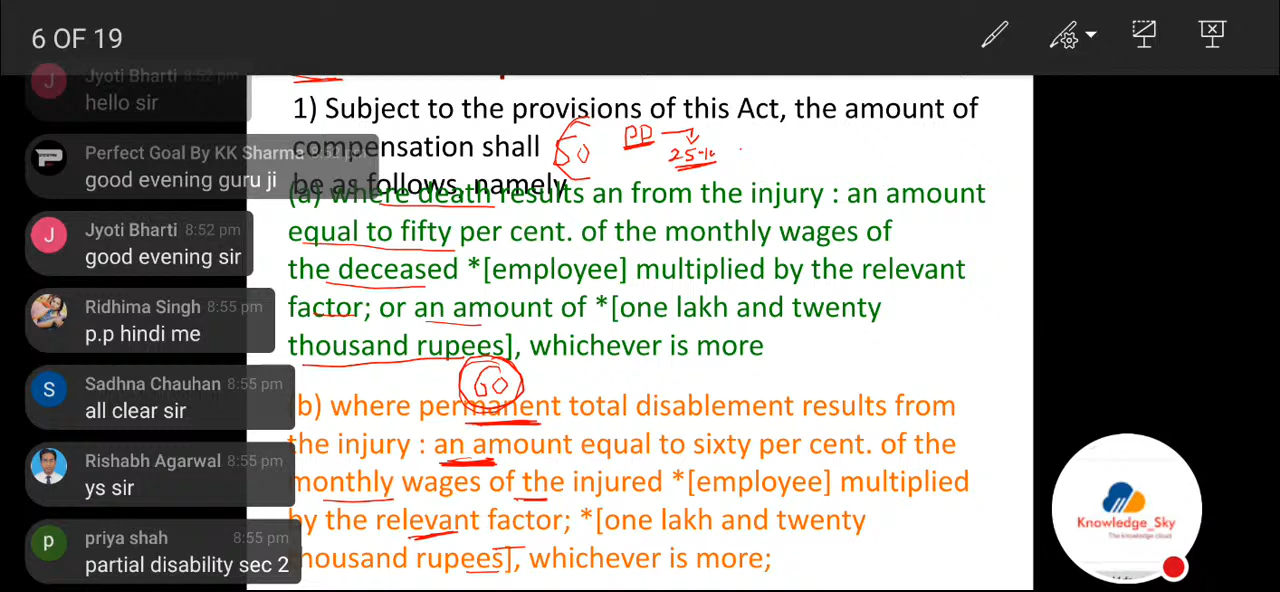 6 OF 19
J
Jyoti Bharti 8:52 pm
hello sir
Perfect Goal By KK Sharma
good evening guru ji
J
Jyoti Bharti 8:52 pm
good evening sir
Ridhima Singh 8:55 pm
p.p hindi me
S
Sadhna Chauhan 8:55 pm
all clear sir
Rishabh Agarwal 8:55 pm
ys sir
p
priya shah 8:55 pm
partial disability sec 2
1) Subject to the provisions of this Act, the amount of
compensation shall
50 PD
be as follows, namely
(a) where death results an from the injury : an amount
equal to fifty per cent. of the monthly wages of
the deceased *[employee] multiplied by the relevant
factor; or an amount of *[one lakh and twenty
thousand rupees], whichever is more
60
(b) where permanent total disablement results from
the injury : an amount equal to sixty per cent. of the
monthly wages of the injured *[employee] multiplied
by the relevant factor; *[one lakh and twenty
thousand rupees], whichever is more;
Knowledge_Sky
The knowledge cloud